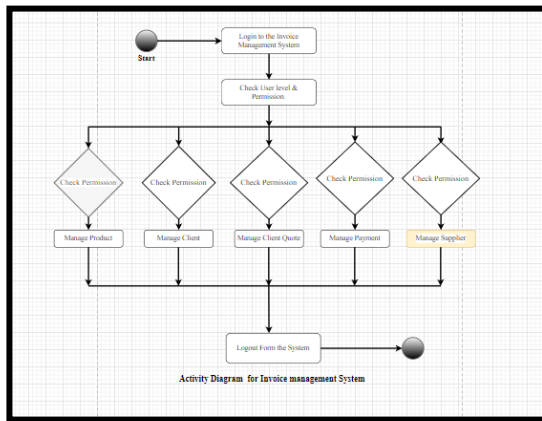 Login to the Invoice
Management System
Start
Check User level &
Permission
Check Permission
Check Permission
Check Permission
Check Permission
Check Permission
Manage Product
Manage Client
Manage Client Quote
Manage Payment
Manage Supplier
Logout Form the System
Activity Diagram for Invoice management System